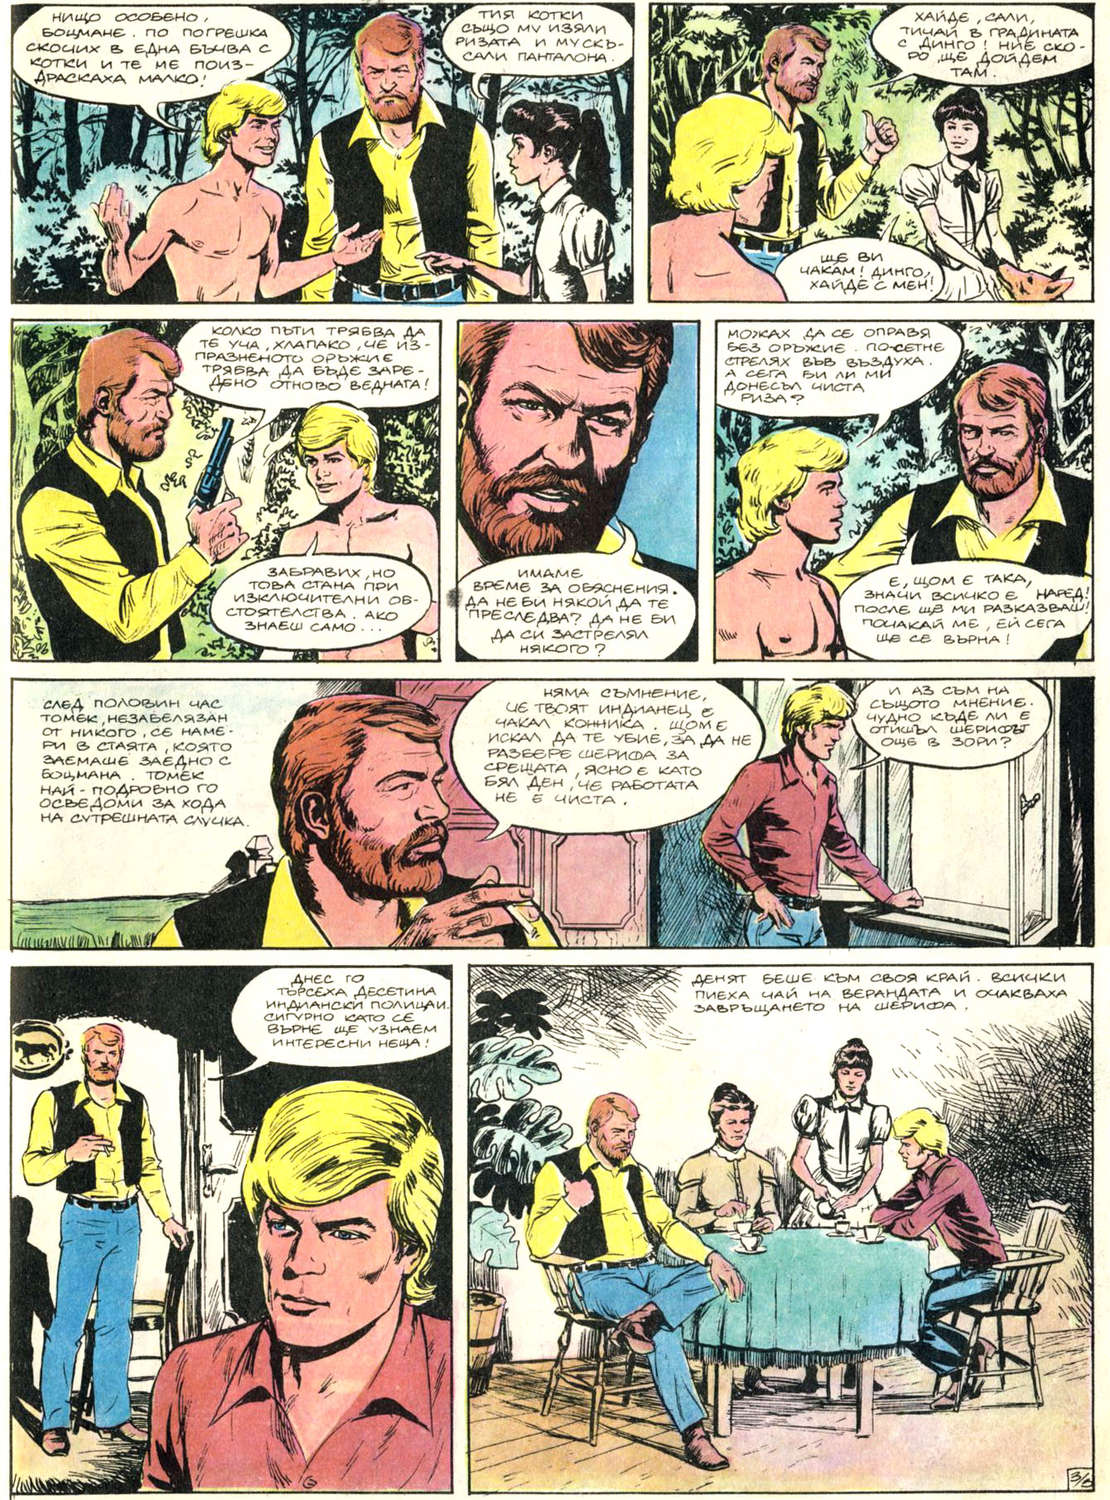 НИЩО ОСОБЕНО,
БОЦМАНЕ. ПО ПОГРЕШКА
СКОЧИХ В ЕДНА БЪЧВА С
КОТКИ И ТЕ МЕ ПОИЗ-
ДРАСКАХА МАЛКО!
ТИЯ КОТКИ
СЪЩО МУ ИЗЯЛИ
РИЗАТА И МУ СКЪ-
САЛИ ПАНТАЛОНА.
ХАЙДЕ, САЛИ,
ТИЧАЙ В ГРАДИНАТА
С ДИНГО! НИЕ СКО-
РО ЩЕ ДОЙДЕМ
ТАМ.
ЩЕ ВИ
ЧАКАМ! ДИНГО,
ХАЙДЕ С МЕН!
КОЛКО ПЪТИ ТРЯБВА ДА
ТЕ УЧА, ХЛАПАКО, ЧЕ ИЗ-
ПРАЗНЕНОТО ОРЪЖИЕ
ТРЯБВА ДА БЪДЕ ЗАРЕ-
ДЕНО ОТНОВО ВЕДНАГА!
ЗАБРАВИХ, НО
ТОВА СТАНА ПРИ
ИЗКЛЮЧИТЕЛНИ ОБ-
СТОЯТЕЛСТВА. АКО
ЗНАЕШ САМО...
ИМАМЕ
ВРЕМЕ ЗА ОБЯСНЕНИЯ.
ДА НЕ БИ НЯКОЙ ДА ТЕ
ПРЕСЛЕДВА? ДА НЕ БИ
ДА СИ ЗАСТРЕЛЯЛ
НЯКОГО?
МОЖАХ ДА СЕ ОПРАВЯ
БЕЗ ОРЪЖИЕ. ПОСЕТНЕ
СТРЕЛЯХ ВЪВ ВЪЗДУХА.
А СЕГА БИ ЛИ МИ
ДОНЕСЪЛ ЧИСТА
РИЗА?
Е, ЩОМ Е ТАКА,
ЗНАЧИ ВСИЧКО Е НАРЕД!
ПОСЛЕ ЩЕ МИ РАЗКАЗВАШ!
ПОЧАКАЙ МЕ, ЕЙ СЕГА
ЩЕ СЕ ВЪРНА!
СЛЕД ПОЛОВИН ЧАС
ТОМЕК, НЕЗАБЕЛЯЗАН
ОТ НИКОГО, СЕ НАМЕ-
РИ В СТАЯТА, КОЯТО
ЗАЕМАШЕ ЗАЕДНО С
БОЦМАНА. ТОМЕК
НАЙ-ПОДРОБНО ГО
ОСВЕДОМИ ЗА ХОДА
НА СУТРЕШНАТА СЛУЧКА.
НЯМА СЪМНЕНИЕ,
ЧЕ ТВОЯТ ИНДИАНЕЦ Е
ЧАКАЛ КОННИКА. ЩОМ Е
ИСКАЛ ДА ТЕ УБИЕ, ЗА ДА НЕ
РАЗБЕРЕ ШЕРИФА ЗА
СРЕЩАТА, ЯСНО Е КАТО
БЯЛ ДЕН, ЧЕ РАБОТАТА
НЕ Е ЧИСТА.
И АЗ СЪМ НА
СЪЩОТО МНЕНИЕ.
ЧУДНО КЪДЕ ЛИ Е
ОТИШЪЛ ШЕРИФЪТ
ОЩЕ В ЗОРИ?
ДНЕС ГО
ТЪРСЕХА ДЕСЕТИНА
ИНДИАНСКИ ПОЛИЦАИ.
СИГУРНО КАТО СЕ
ВЪРНЕ ЩЕ УЗНАЕМ
ИНТЕРЕСНИ НЕЩА!
ДЕНЯТ БЕШЕ КЪМ СВОЯ КРАЙ. ВСИЧКИ
ПИЕХА ЧАЙ НА ВЕРАНДАТА И ОЧАКВАХА
ЗАВРЪЩАНЕТО НА ШЕРИФА.